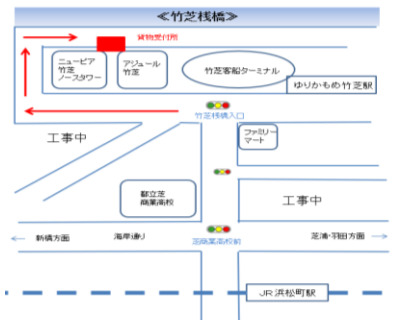 ≪竹芝桟橋≫
貨物受付所
ニューピア
竹芝
ノースタワー
アジュール
竹芝
竹芝客船ターミナル
ゆりかもめ竹芝駅
竹芝桟橋入口
工事中
ファミリー
マート
都立芝
商業高校
工事中
新橋方面
海岸通り
芝商業高校前
芝浦・羽田方面
JR浜松町駅